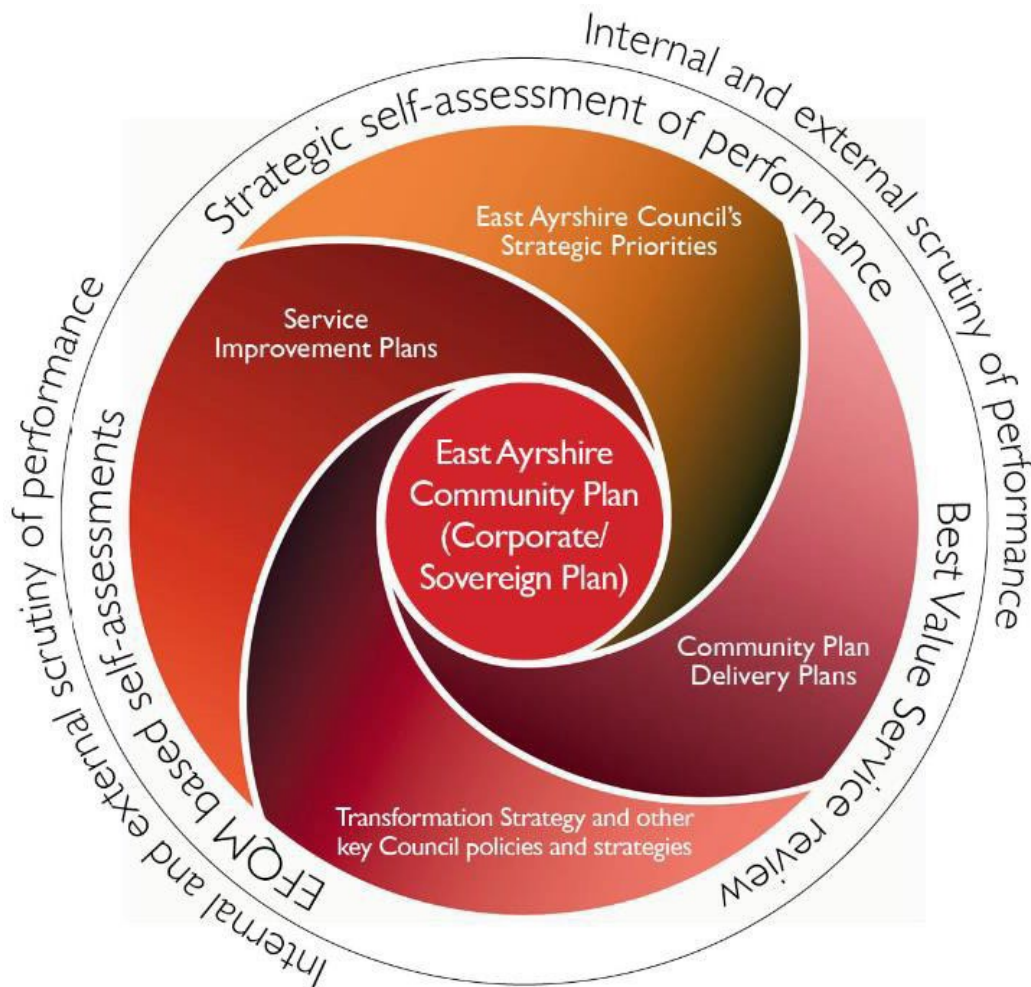 Internal and external scrutiny of performance
Strategic self-assessment of performance
East Ayrshire Council's
Strategic Priorities
Service
Improvement Plans
East Ayrshire
Community Plan
(Corporate/
Sovereign Plan)
Community Plan
Delivery Plans
Transformation Strategy and other
key Council policies and strategies
Best Value Service review
EFQM based self-assessments
Internal and external scrutiny of performance